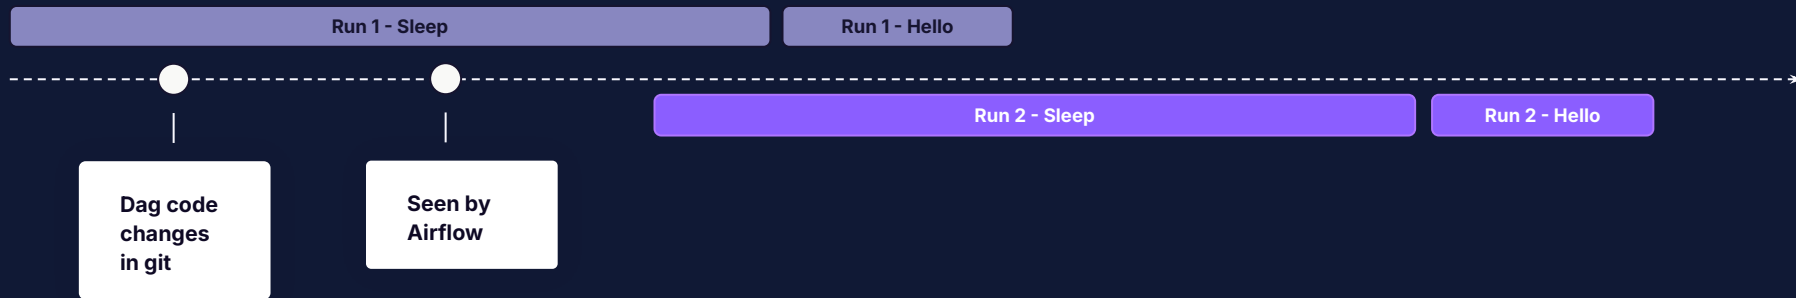 Run 1 - Sleep
Run 1 - Hello
Run 2 - Sleep
Run 2 - Hello
Dag code
changes
in git
Seen by
Airflow